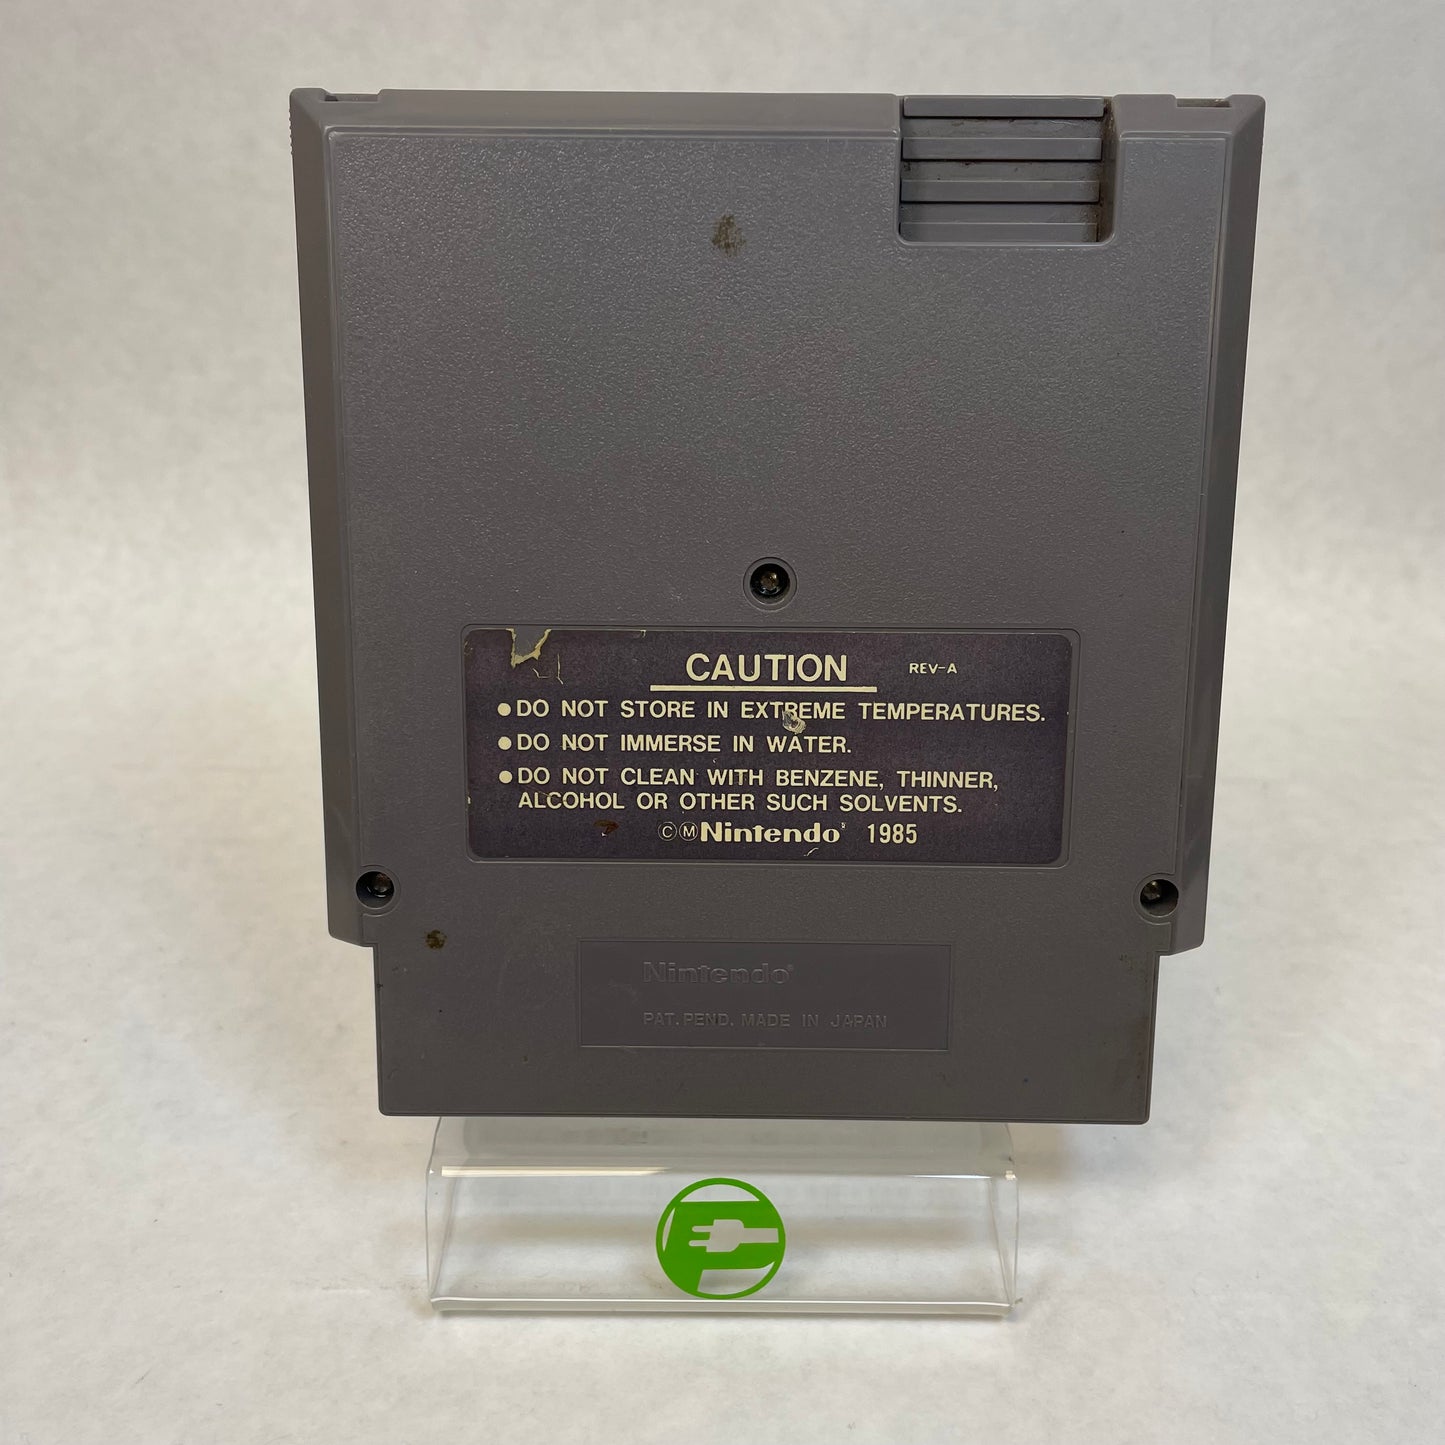 CAUTION REV-A
●DO NOT STORE IN EXTREME TEMPERATURES.
●DO NOT IMMERSE IN WATER.
●DO NOT CLEAN WITH BENZENE, THINNER,
ALCOHOL OR OTHER SUCH SOLVENTS.
ⒸⓂNintendo® 1985
Nintendo®
PAT. PEND. MADE IN JAPAN